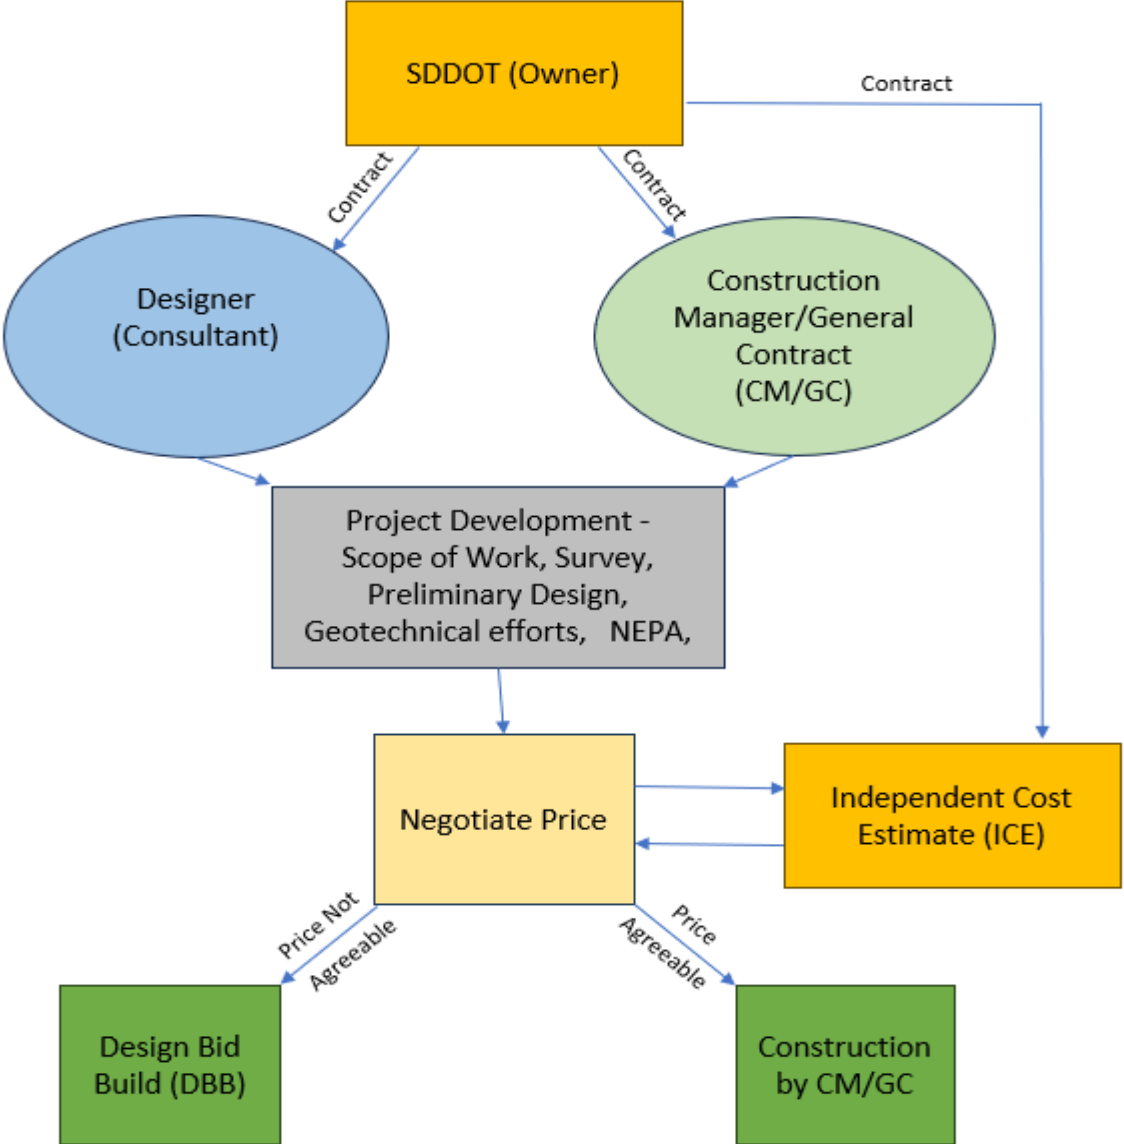 SDDOT (Owner)
Contract
Contract
Contract
Designer
(Consultant)
Construction
Manager/General
Contract
(CM/GC)
Project Development -
Scope of Work, Survey,
Preliminary Design,
Geotechnical efforts,   NEPA,
Negotiate Price
Independent Cost
Estimate (ICE)
Price Not
Agreeable
Price
Agreeable
Design Bid
Build (DBB)
Construction
by CM/GC